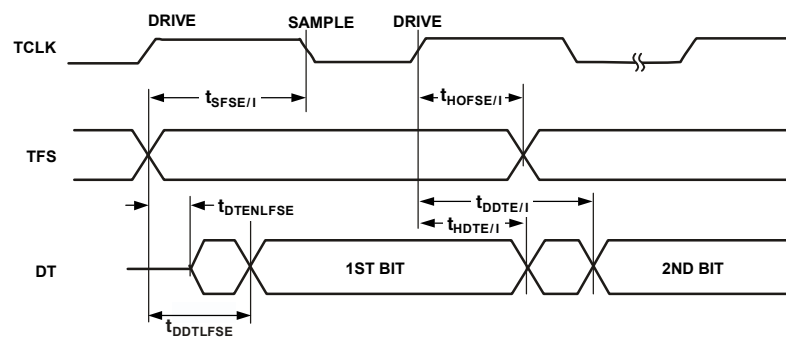 DRIVE SAMPLE DRIVE
TCLK
tSFSE/I tHOFSE/I
TFS
tDTENLFSE tDDTE/I
tHDTE/I
DT 1ST BIT 2ND BIT
tDDTLFSE